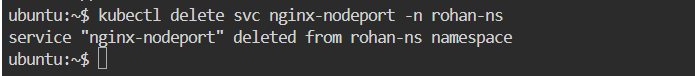 ubuntu:~$ kubectl delete svc nginx-nodeport -n rohan-ns
service "nginx-nodeport" deleted from rohan-ns namespace
ubuntu:~$